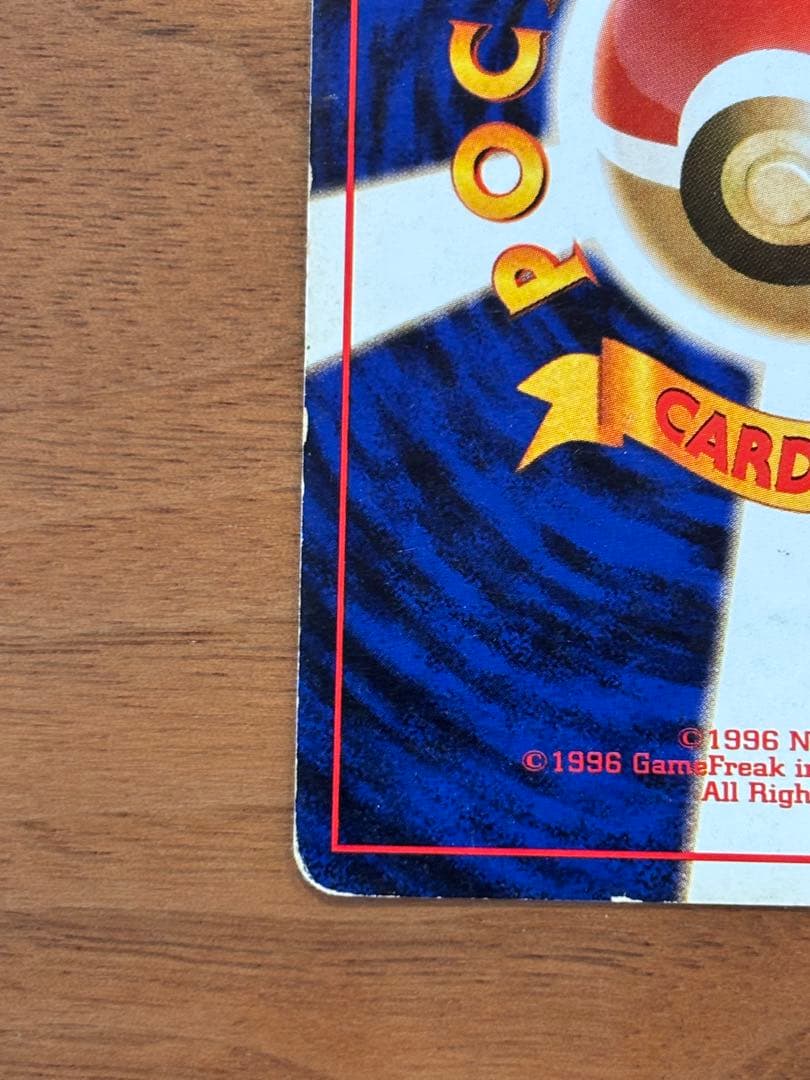 POC
CARD
©1996 N
©1996 GameFreak in
All Righ